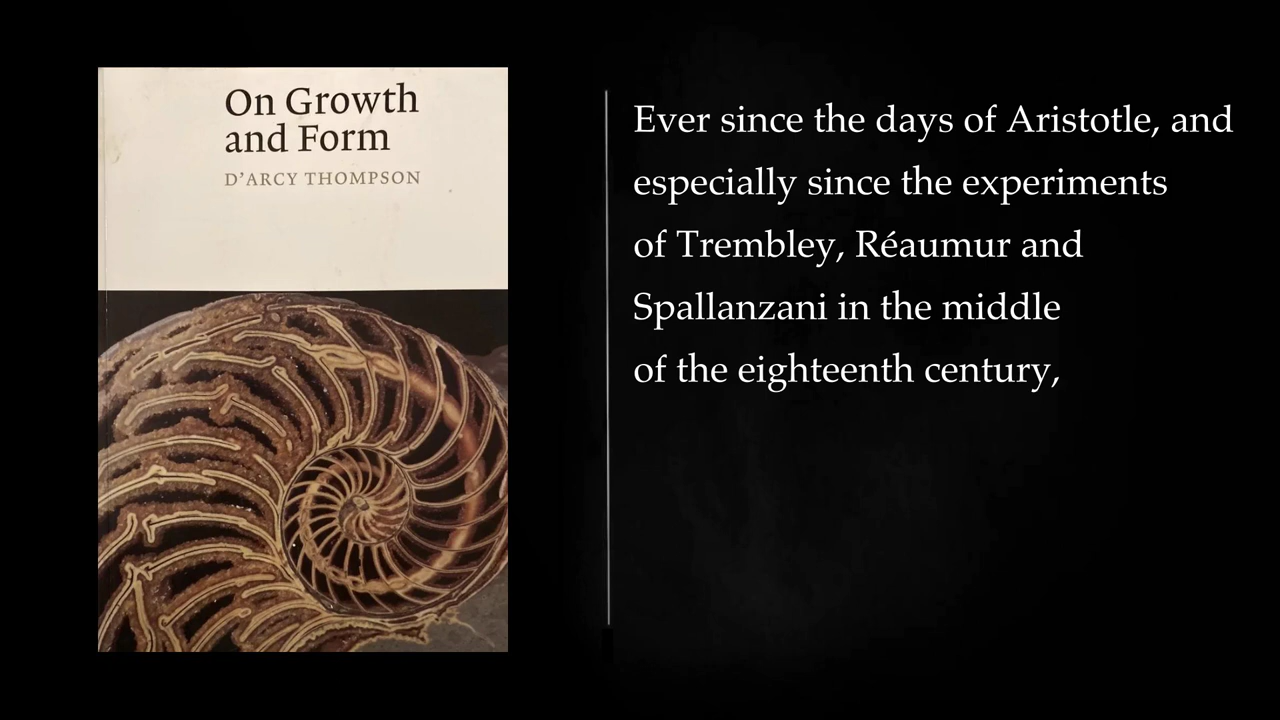 On Growth
and Form
D'ARCY THOMPSON
Ever since the days of Aristotle, and
especially since the experiments
of Trembley, Réaumur and
Spallanzani in the middle
of the eighteenth century,